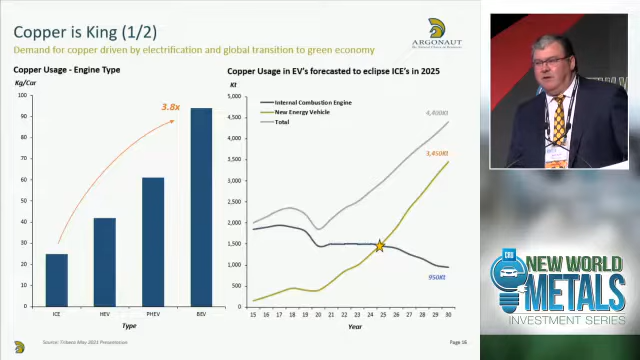 Copper is King (1/2)
Demand for copper driven by electrification and global transition to green economy
ARGONAUT
Copper Usage - Engine Type
Kg/Car
100
90
80
70
60
50
40
30
20
10
0
3.8x
ICE
HEV
PHEV
BEV
Type
Copper Usage in EV's forecasted to eclipse ICE's in 2025
Kt
5,000
4,500
4,000
3,500
3,000
2,500
2,000
1,500
1,000
500
0
Internal Combustion Engine
New Energy Vehicle
Total
4,400Kt
3,450Kt
950Kt
15 16 17 18 19 20 21 22 23 24 25 26 27 28 29 30
Year
Source: Tribeca May 2021 Presentation
Page 16
CRU
NEW WORLD
METALS
INVESTMENT SERIES